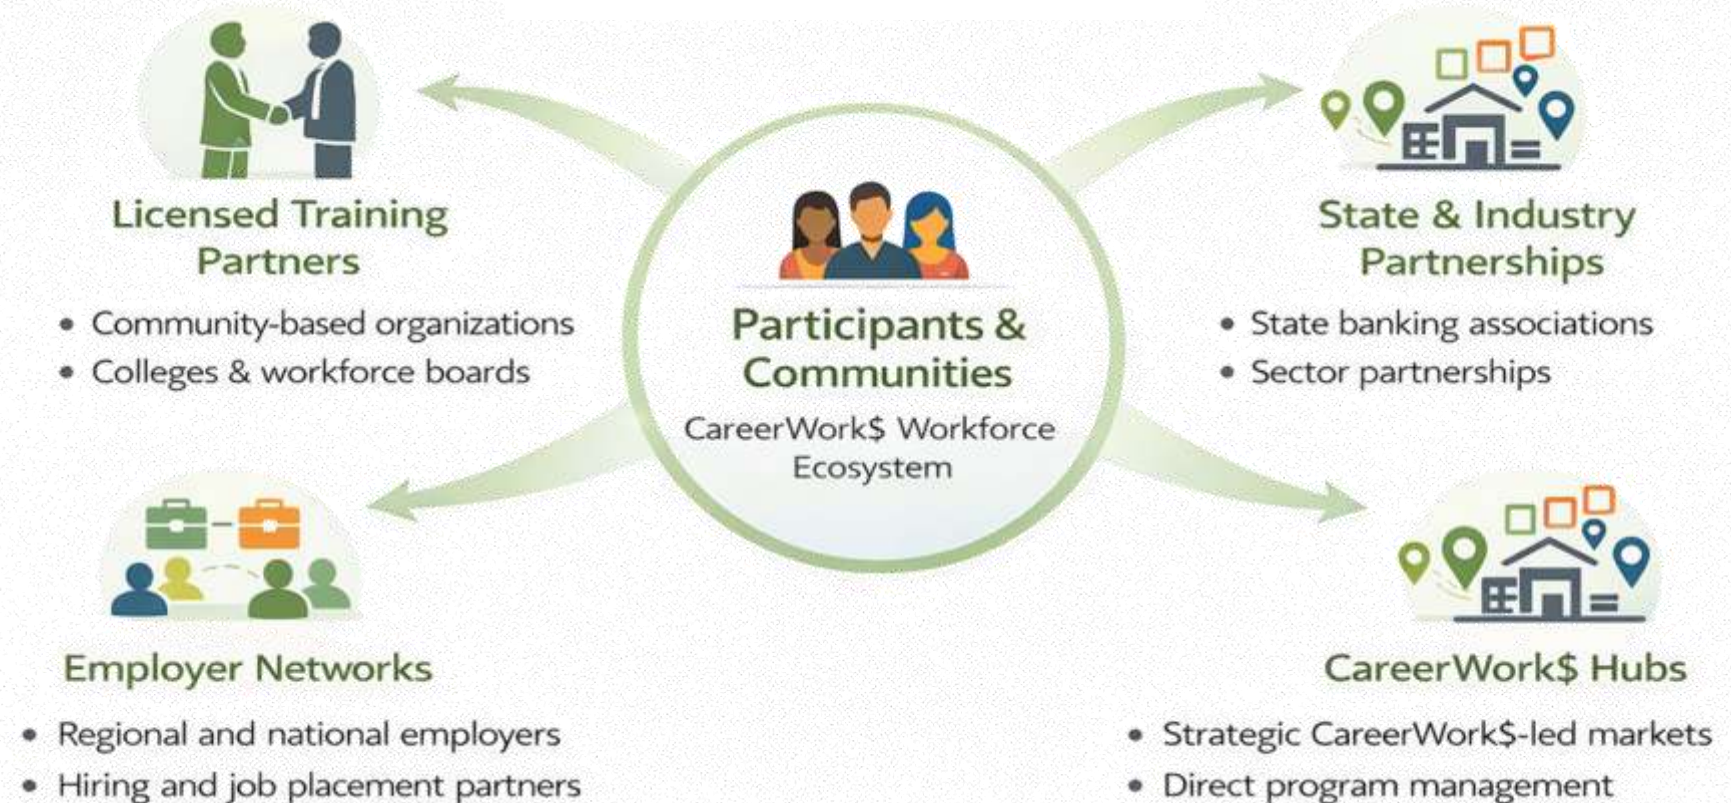 Licensed Training
Partners
• Community-based organizations
• Colleges & workforce boards
State & Industry
Partnerships
• State banking associations
• Sector partnerships
Participants &
Communities
CareerWork$ Workforce
Ecosystem
Employer Networks
• Regional and national employers
• Hiring and job placement partners
CareerWork$ Hubs
• Strategic CareerWork$-led markets
• Direct program management